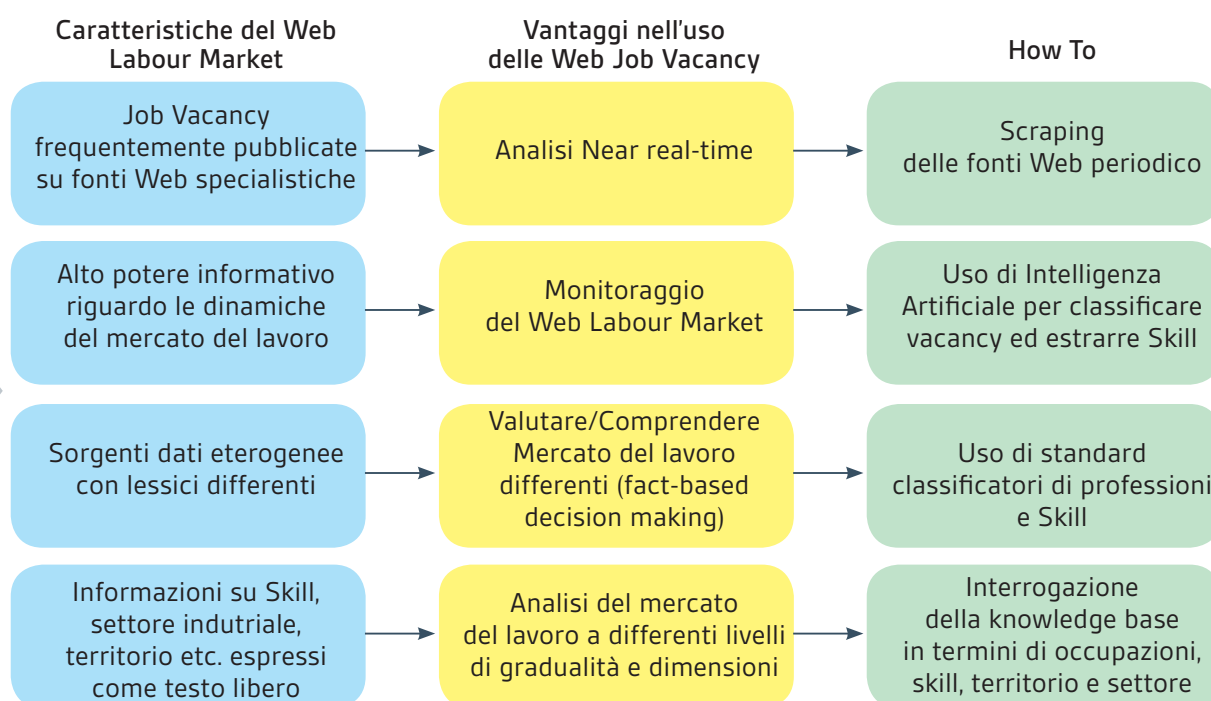 Caratteristiche del Web
Labour Market
Vantaggi nell'uso
delle Web Job Vacancy
How To
Job Vacancy
frequentemente pubblicate
su fonti Web specialistiche
Analisi Near real-time
Scraping
delle fonti Web periodico
Alto potere informativo
riguardo le dinamiche
del mercato del lavoro
Monitoraggio
del Web Labour Market
Uso di Intelligenza
Artificiale per classificare
vacancy ed estrarre Skill
Sorgenti dati eterogenee
con lessici differenti
Valutare/Comprendere
Mercato del lavoro
differenti (fact-based
decision making)
Uso di standard
classificatori di professioni
e Skill
Informazioni su Skill,
settore indutriale,
territorio etc. espressi
come testo libero
Analisi del mercato
del lavoro a differenti livelli
di gradualità e dimensioni
Interrogazione
della knowledge base
in termini di occupazioni,
skill, territorio e settore